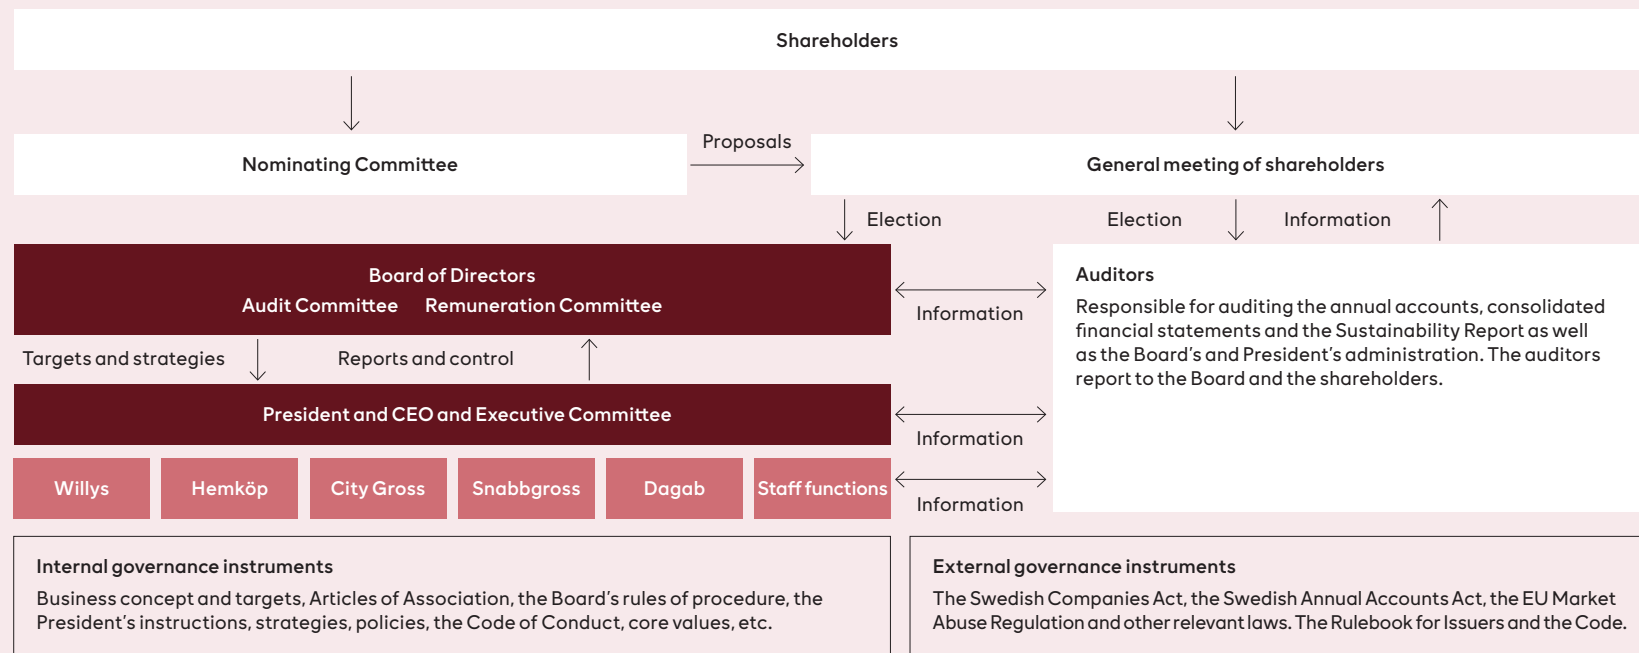 Shareholders
Proposals
Nominating Committee
General meeting of shareholders
Election
Election
Information
Board of Directors
Audit Committee Remuneration Committee
Information
Auditors
Responsible for auditing the annual accounts, consolidated
financial statements and the Sustainability Report as well
as the Board’s and President’s administration. The auditors
report to the Board and the shareholders.
Targets and strategies
Reports and control
President and CEO and Executive Committee
Information
Willys
Hemköp
City Gross
Snabbgross
Dagab
Staff functions
Information
Internal governance instruments
Business concept and targets, Articles of Association, the Board’s rules of procedure, the
President’s instructions, strategies, policies, the Code of Conduct, core values, etc.
External governance instruments
The Swedish Companies Act, the Swedish Annual Accounts Act, the EU Market
Abuse Regulation and other relevant laws. The Rulebook for Issuers and the Code.